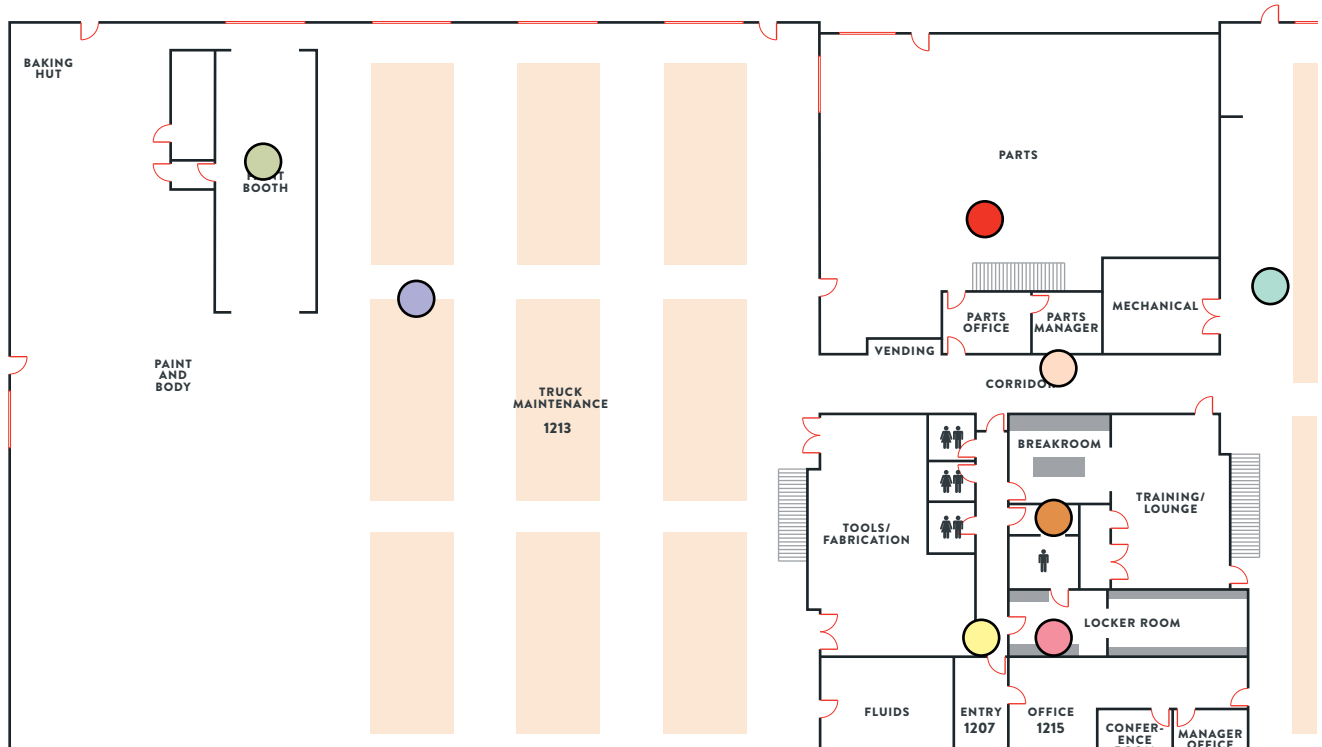 BAKING
HUT
BOOTH
PARTS
PARTS
OFFICE
PARTS
MANAGER
MECHANICAL
VENDING
PAINT
AND
BODY
TRUCK
MAINTENANCE
1213
BREAKROOM
TRAINING/
LOUNGE
TOOLS/
FABRICATION
LOCKER ROOM
FLUIDS
ENTRY
1207
OFFICE
1215
CONFER-
ENCE
MANAGER
OFFICE